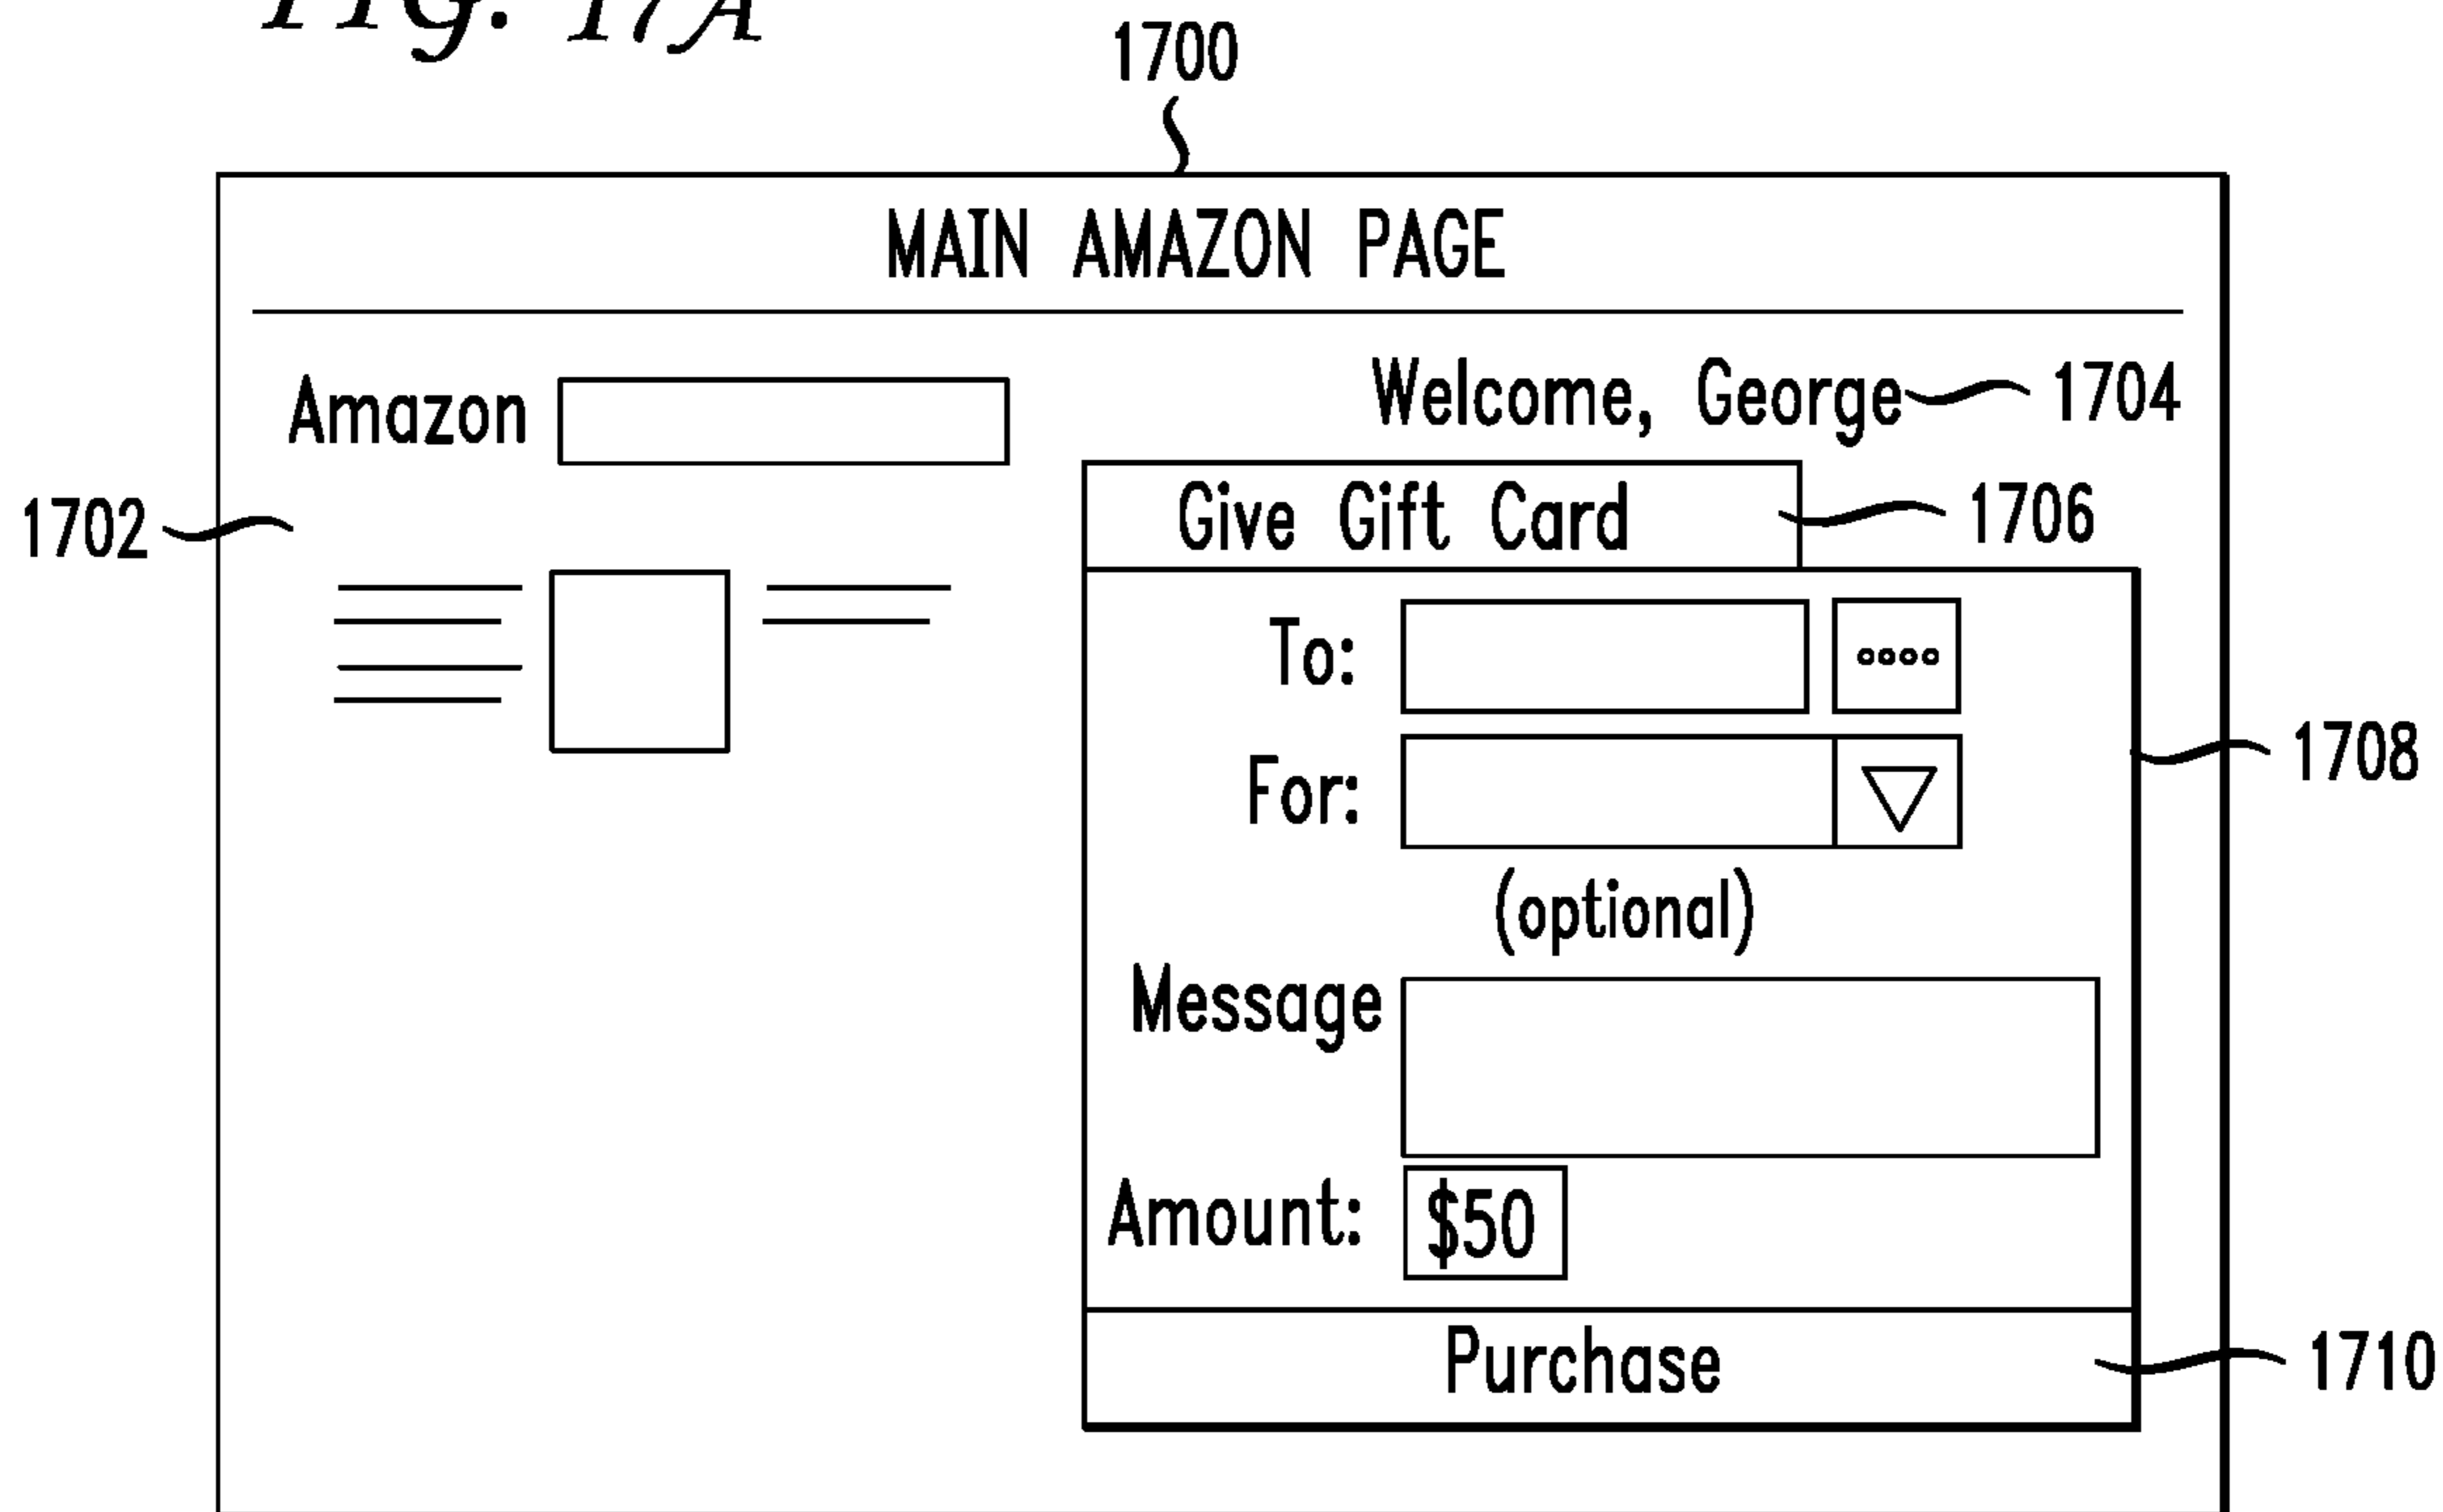 FIG. 17A
1700
MAIN AMAZON PAGE
Amazon
Welcome, George 1704
1702
Give Gift Card 1706
To:
For:
1708
(optional)
Message
Amount: $50
Purchase 1710